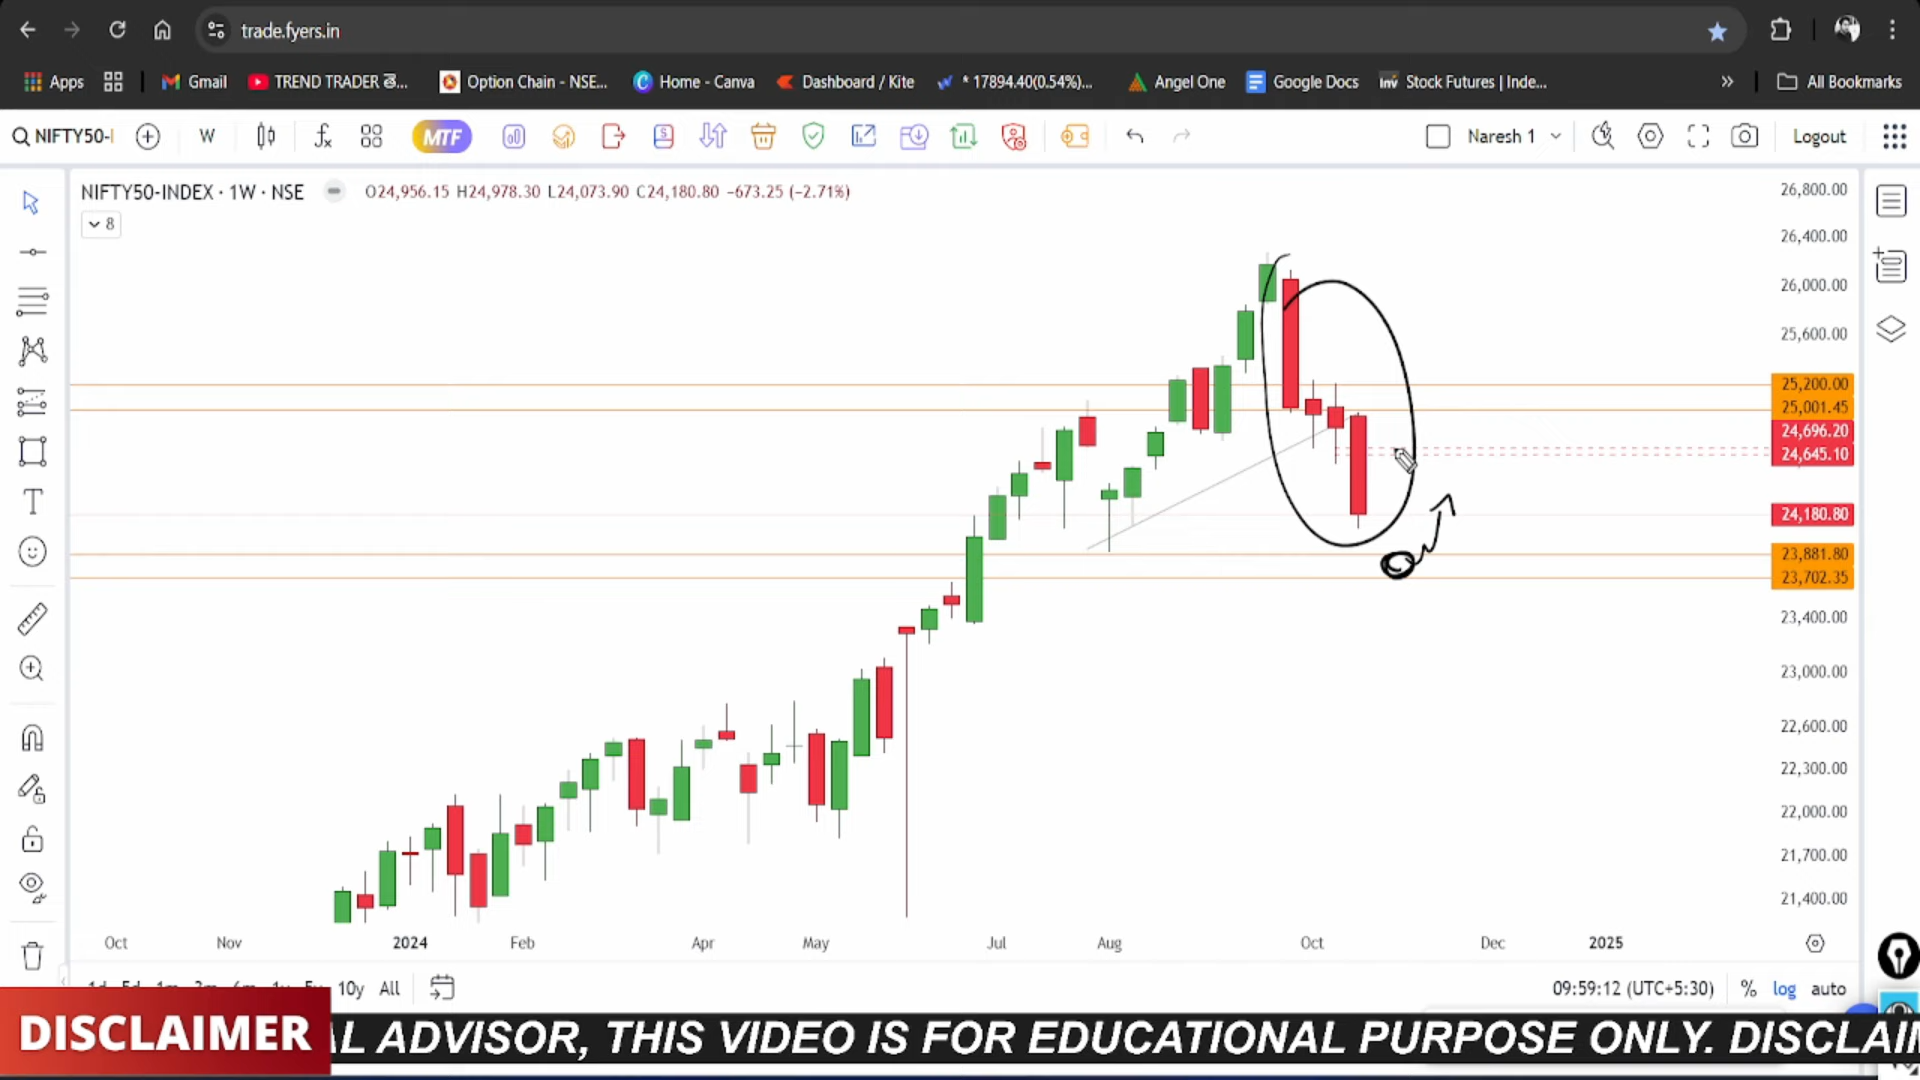 trade.fyers.in
Apps Gmail TREND TRADER తె... Option Chain - NSE... Home - Canva Dashboard / Kite * 17894.40(0.54%)... Angel One Google Docs Inv Stock Futures | Inde... » All Bookmarks
NIFTY50-I W MTF Naresh 1 Logout
NIFTY50-INDEX · 1W · NSE O24,956.15 H24,978.30 L24,073.90 C24,180.80 −673.25 (−2.71%)
8
26,800.00
26,400.00
26,000.00
25,600.00
25,200.00
25,001.45
24,696.20
24,645.10
24,180.80
23,881.80
23,702.35
23,400.00
23,000.00
22,600.00
22,300.00
22,000.00
21,700.00
21,400.00
Oct Nov 2024 Feb Apr May Jul Aug Oct Dec 2025
10y All 09:59:12 (UTC+5:30) % log auto
DISCLAIMER
L ADVISOR, THIS VIDEO IS FOR EDUCATIONAL PURPOSE ONLY. DISCLAIM